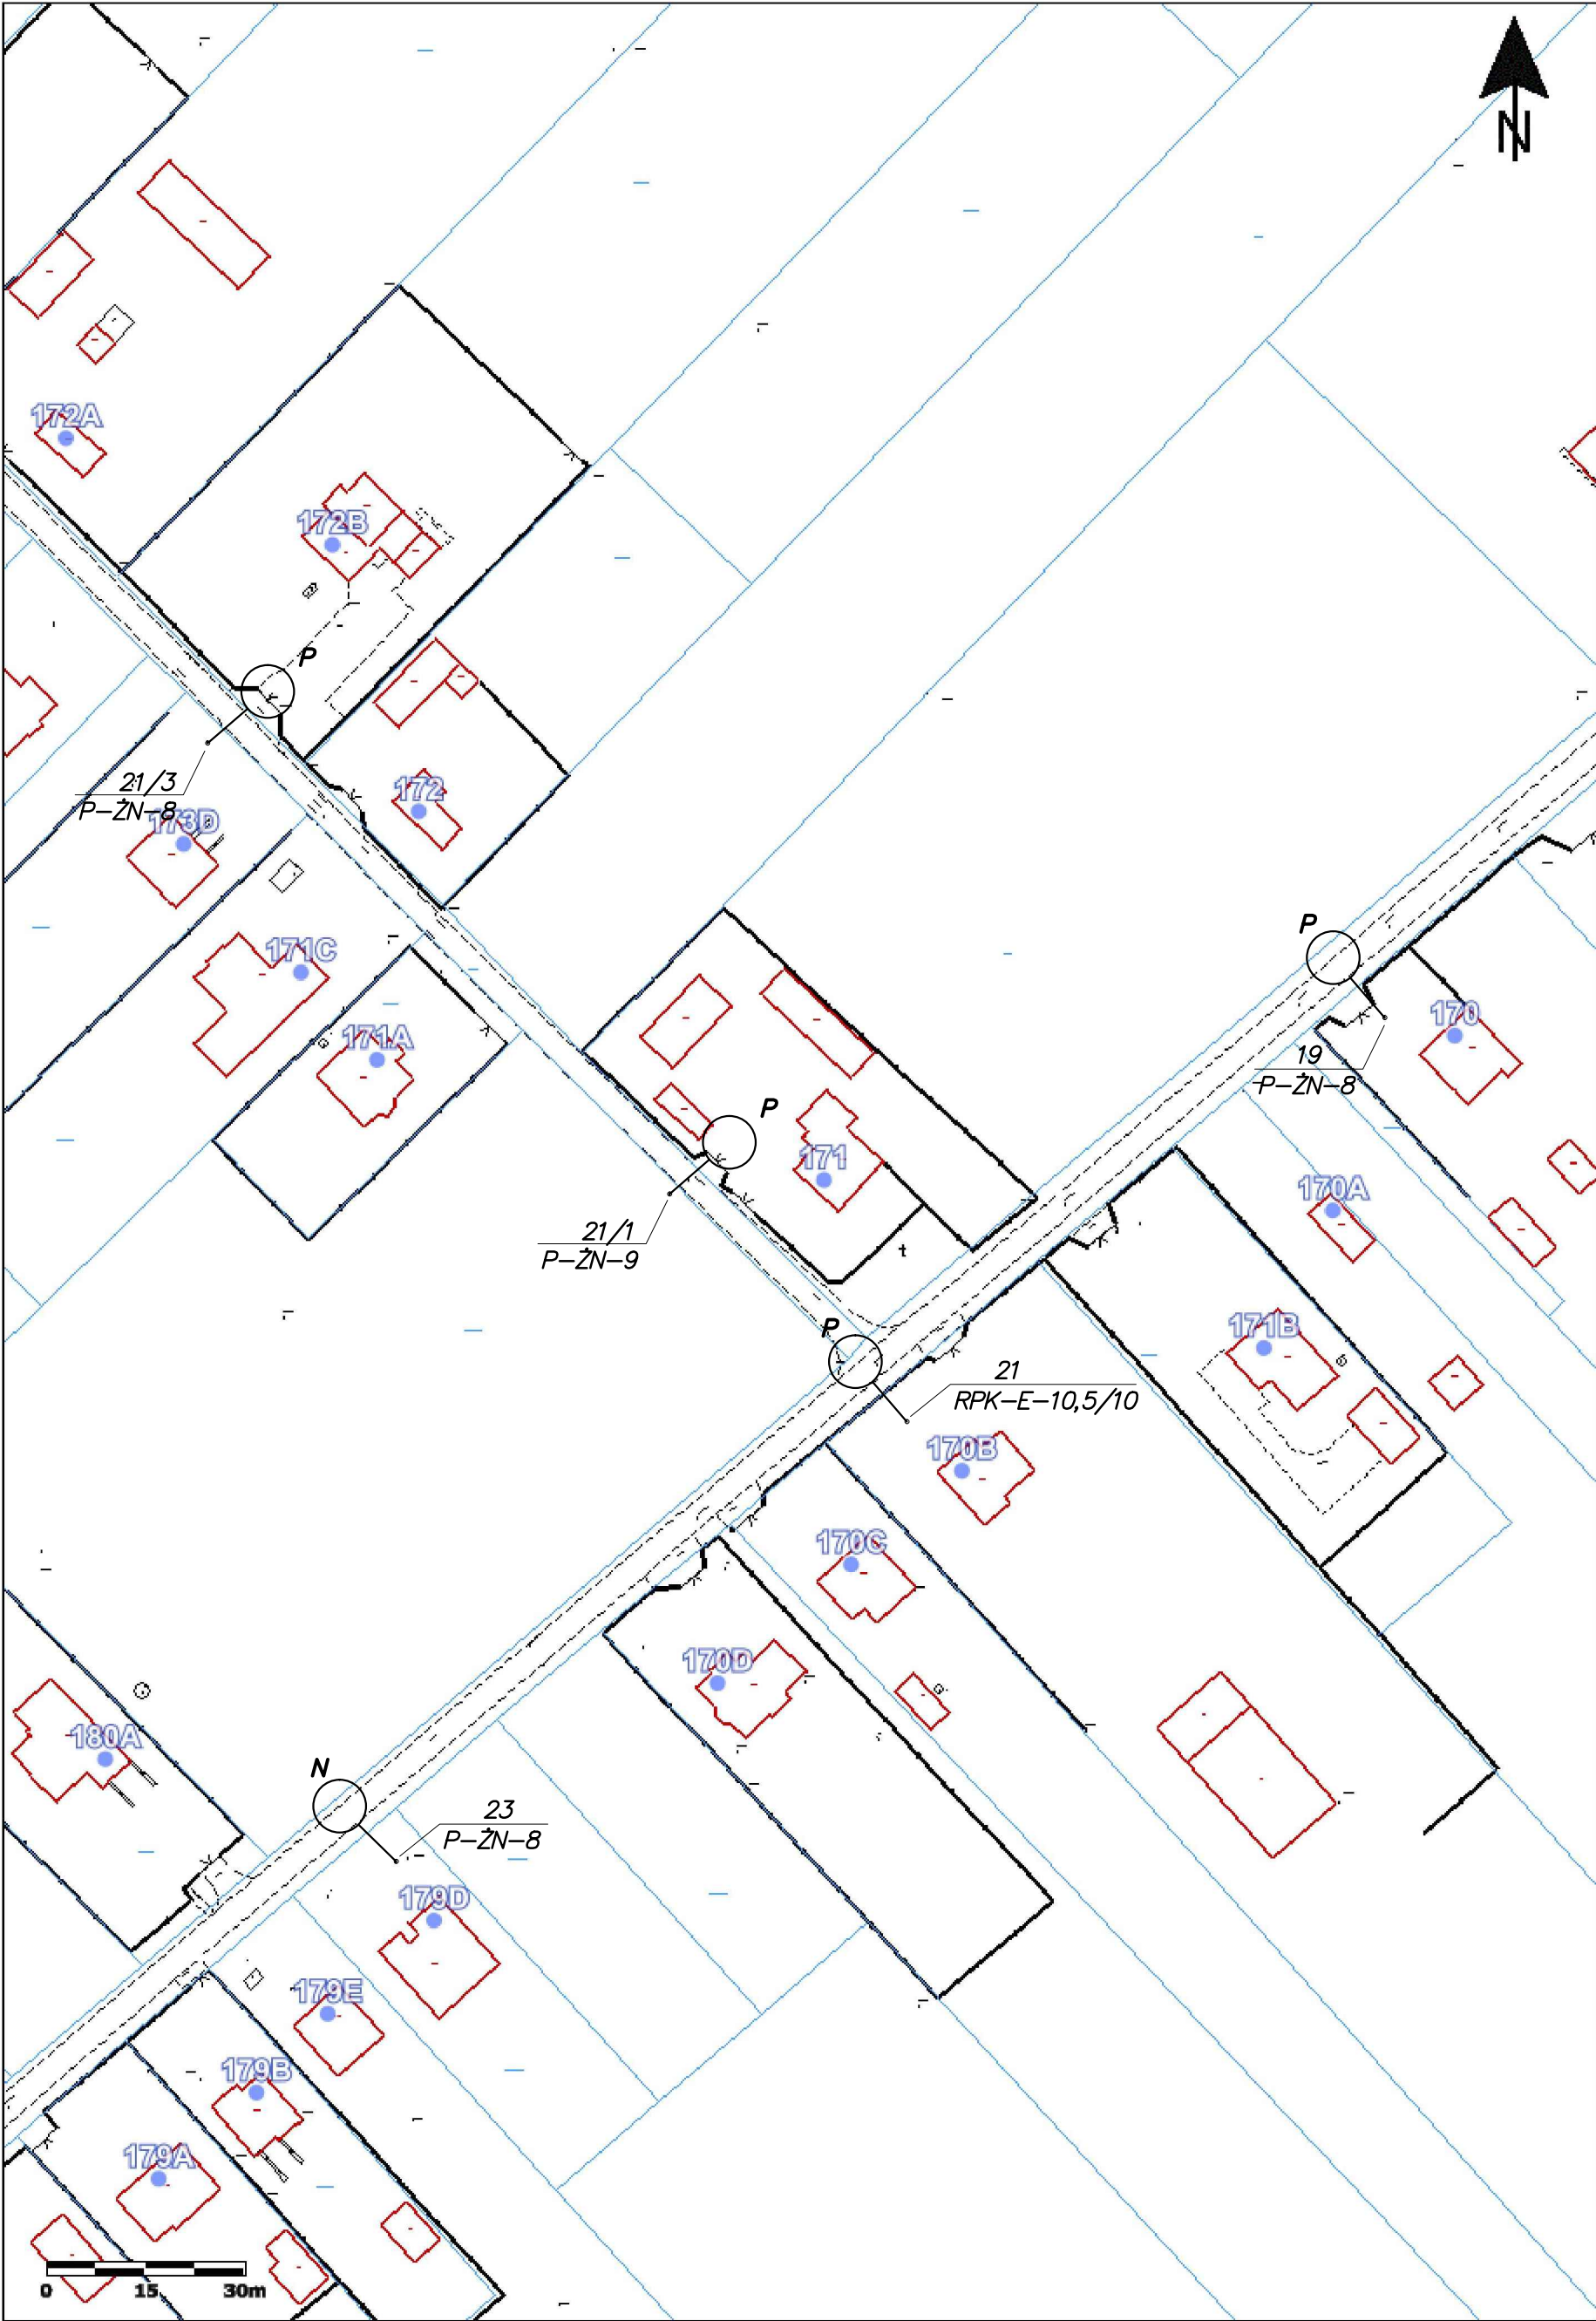 N
172A
172B
P
21/3
P-ŻN-8
173D
172
P
171C
170
171A
19
P-ŻN-8
P
171
170A
21/1
P-ŻN-9
P
171B
21
RPK-E-10,5/10
170B
170C
170D
180A
N
23
P-ŻN-8
179D
179E
179B
179A
0 15 30m